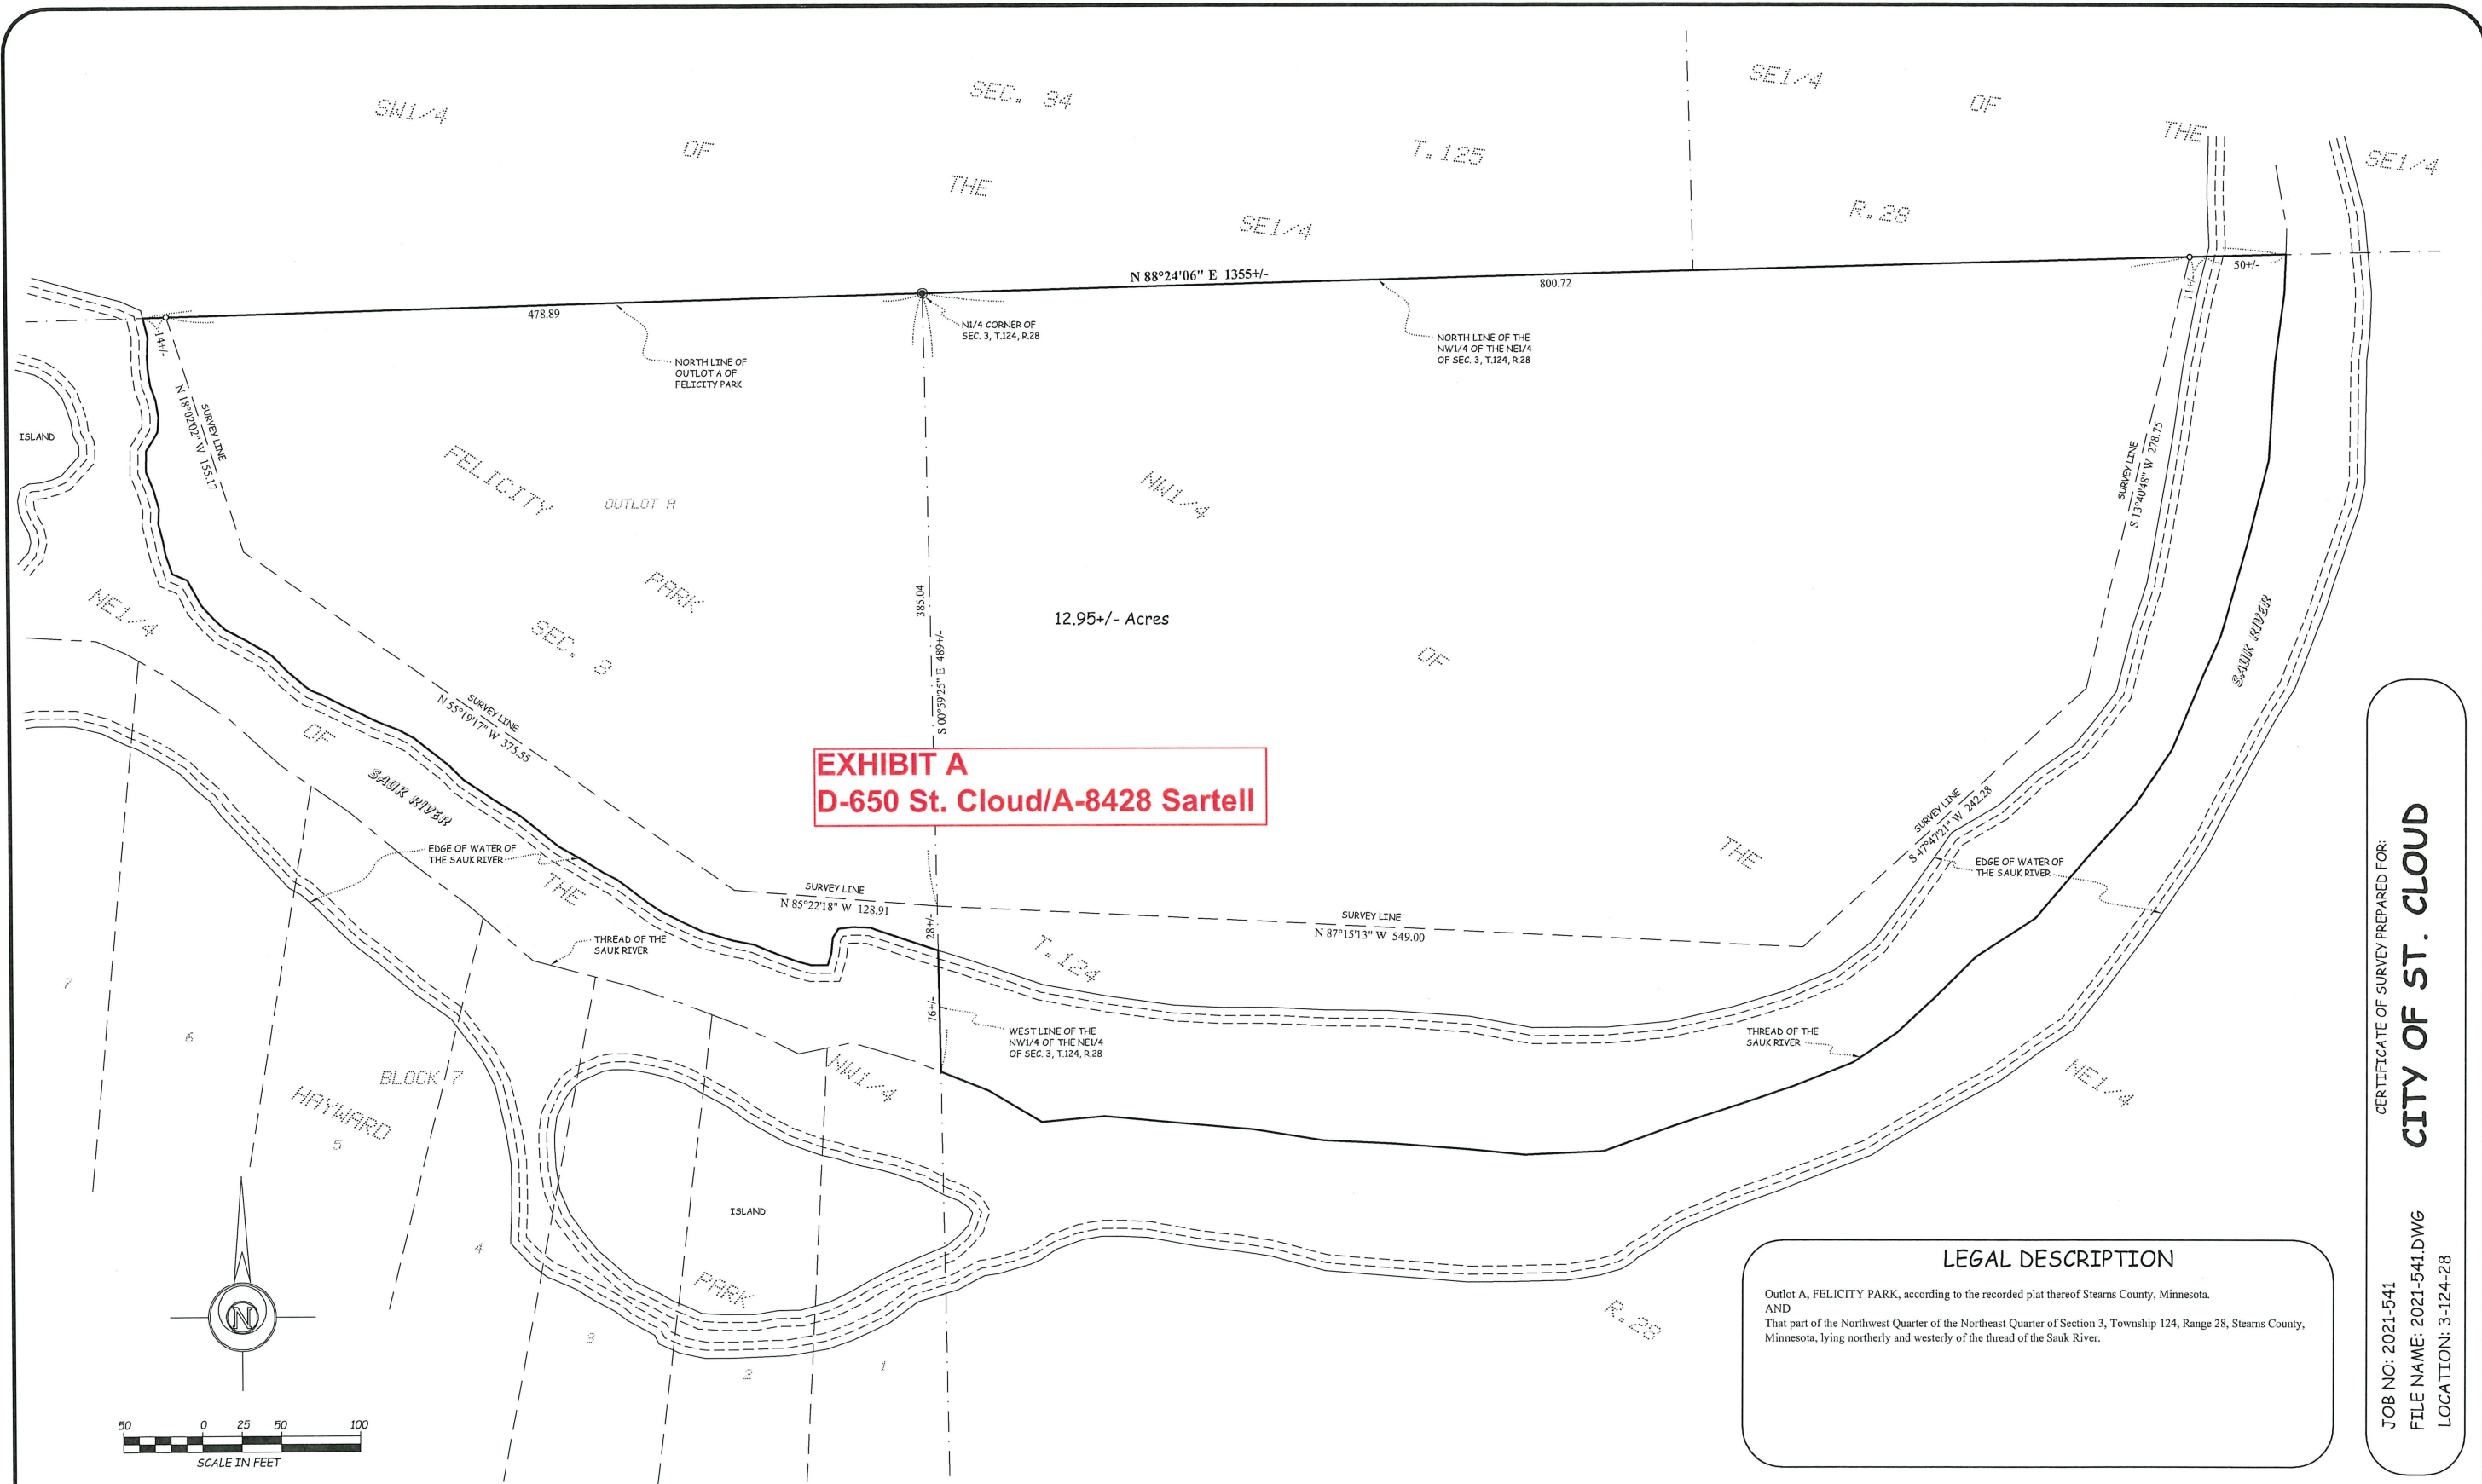 SW1/4
OF
THE
SE1/4
SEC. 34
T.125
R.28
SE1/4
OF
THE
SE1/4
N 88°24'06" E 1355+/-
478.89
800.72
50+/-
11+/-
14+/-
N1/4 CORNER OF
SEC. 3, T.124, R.28
NORTH LINE OF
OUTLOT A OF
FELICITY PARK
NORTH LINE OF THE
NW1/4 OF THE NE1/4
OF SEC. 3, T.124, R.28
ISLAND
SURVEY LINE
N 18°02'02" W 155.17
FELICITY
PARK
OUTLOT A
SEC. 3
NW1/4
OF
THE
NE1/4
SURVEY LINE
S 13°40'48" W 278.75
385.04
S 00°59'25" E 489+/-
12.95+/- Acres
NE1/4
OF
THE
NW1/4
SAUK RIVER
SURVEY LINE
N 55°19'17" W 375.55
SAUK RIVER
EXHIBIT A
D-650 St. Cloud/A-8428 Sartell
SURVEY LINE
S 47°47'21" W 242.28
EDGE OF WATER OF
THE SAUK RIVER
EDGE OF WATER OF
THE SAUK RIVER
SURVEY LINE
N 85°22'18" W 128.91
SURVEY LINE
N 87°15'13" W 549.00
28+/-
76+/-
THREAD OF THE
SAUK RIVER
T.124
R.28
WEST LINE OF THE
NW1/4 OF THE NE1/4
OF SEC. 3, T.124, R.28
THREAD OF THE
SAUK RIVER
7
6
BLOCK 7
HAYWARD
PARK
5
4
3
2
1
ISLAND
N
50 0 25 50 100
SCALE IN FEET
LEGAL DESCRIPTION
Outlot A, FELICITY PARK, according to the recorded plat thereof Stearns County, Minnesota.
AND
That part of the Northwest Quarter of the Northeast Quarter of Section 3, Township 124, Range 28, Stearns County,
Minnesota, lying northerly and westerly of the thread of the Sauk River.
CERTIFICATE OF SURVEY PREPARED FOR:
CITY OF ST. CLOUD
JOB NO: 2021-541
FILE NAME: 2021-541.DWG
LOCATION: 3-124-28